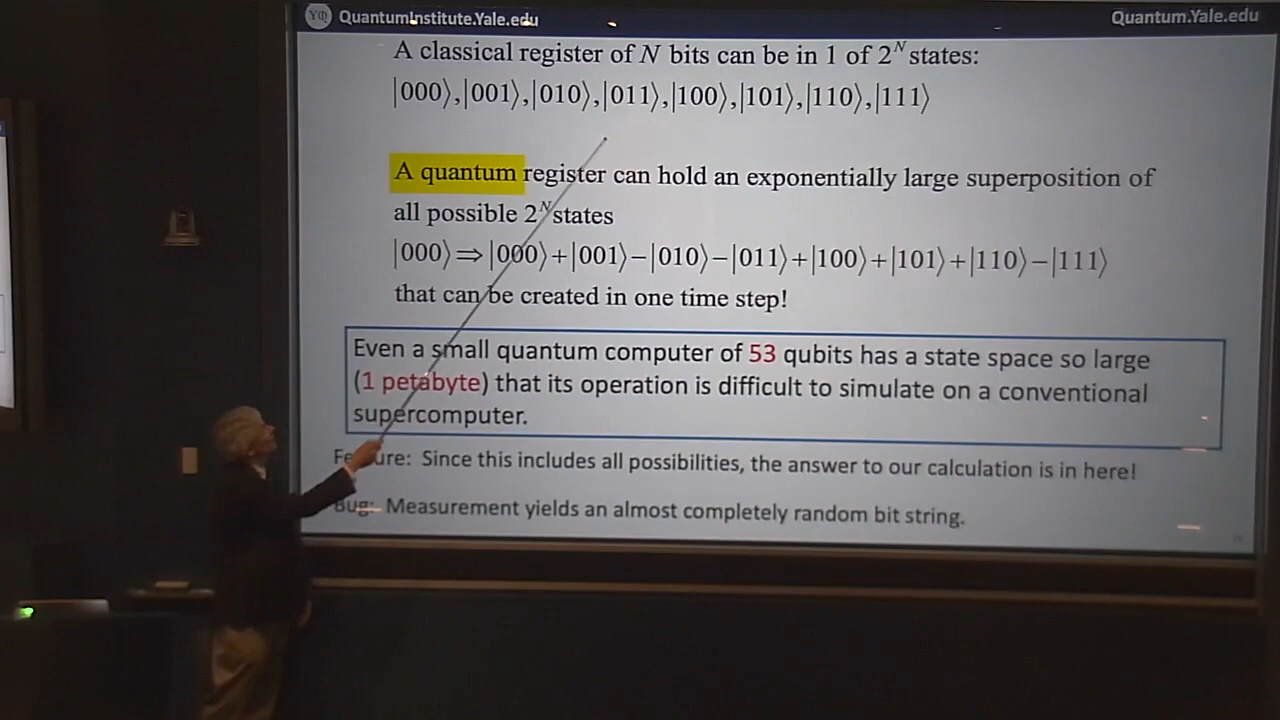 YΦ QuantumInstitute.Yale.edu
Quantum.Yale.edu
A classical register of N bits can be in 1 of 2^N states:
|000⟩,|001⟩,|010⟩,|011⟩,|100⟩,|101⟩,|110⟩,|111⟩
A quantum register can hold an exponentially large superposition of
all possible 2^N states
|000⟩⇒|000⟩+|001⟩−|010⟩−|011⟩+|100⟩+|101⟩+|110⟩−|111⟩
that can be created in one time step!
Even a small quantum computer of 53 qubits has a state space so large
(1 petabyte) that its operation is difficult to simulate on a conventional
supercomputer.
Feature: Since this includes all possibilities, the answer to our calculation is in here!
Bug: Measurement yields an almost completely random bit string.